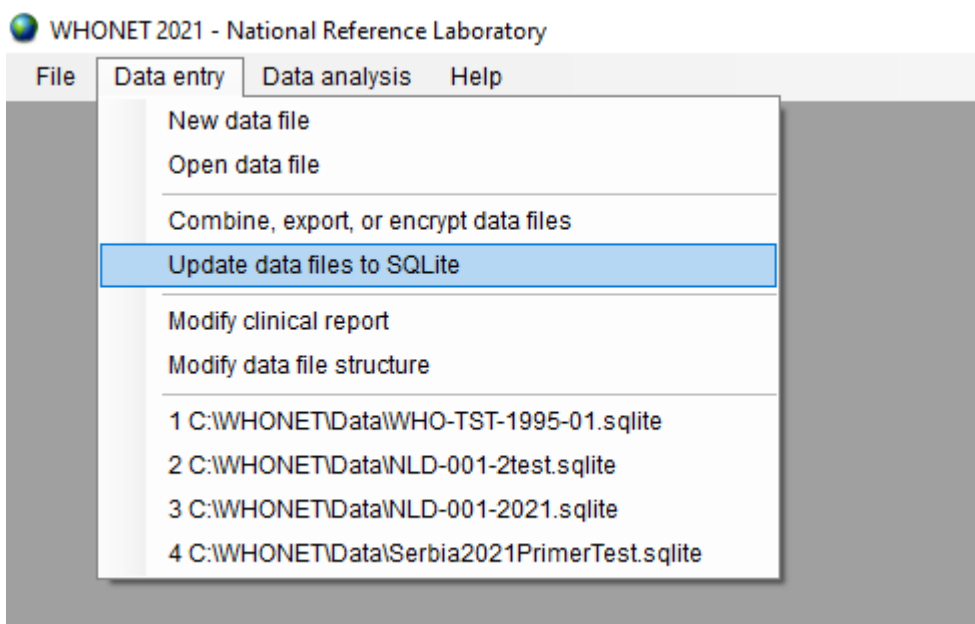 WHONET 2021 - National Reference Laboratory
File Data entry Data analysis Help
New data file
Open data file
Combine, export, or encrypt data files
Update data files to SQLite
Modify clinical report
Modify data file structure
1 C:\WHONET\Data\WHO-TST-1995-01.sqlite
2 C:\WHONET\Data\NLD-001-2test.sqlite
3 C:\WHONET\Data\NLD-001-2021.sqlite
4 C:\WHONET\Data\Serbia2021PrimerTest.sqlite